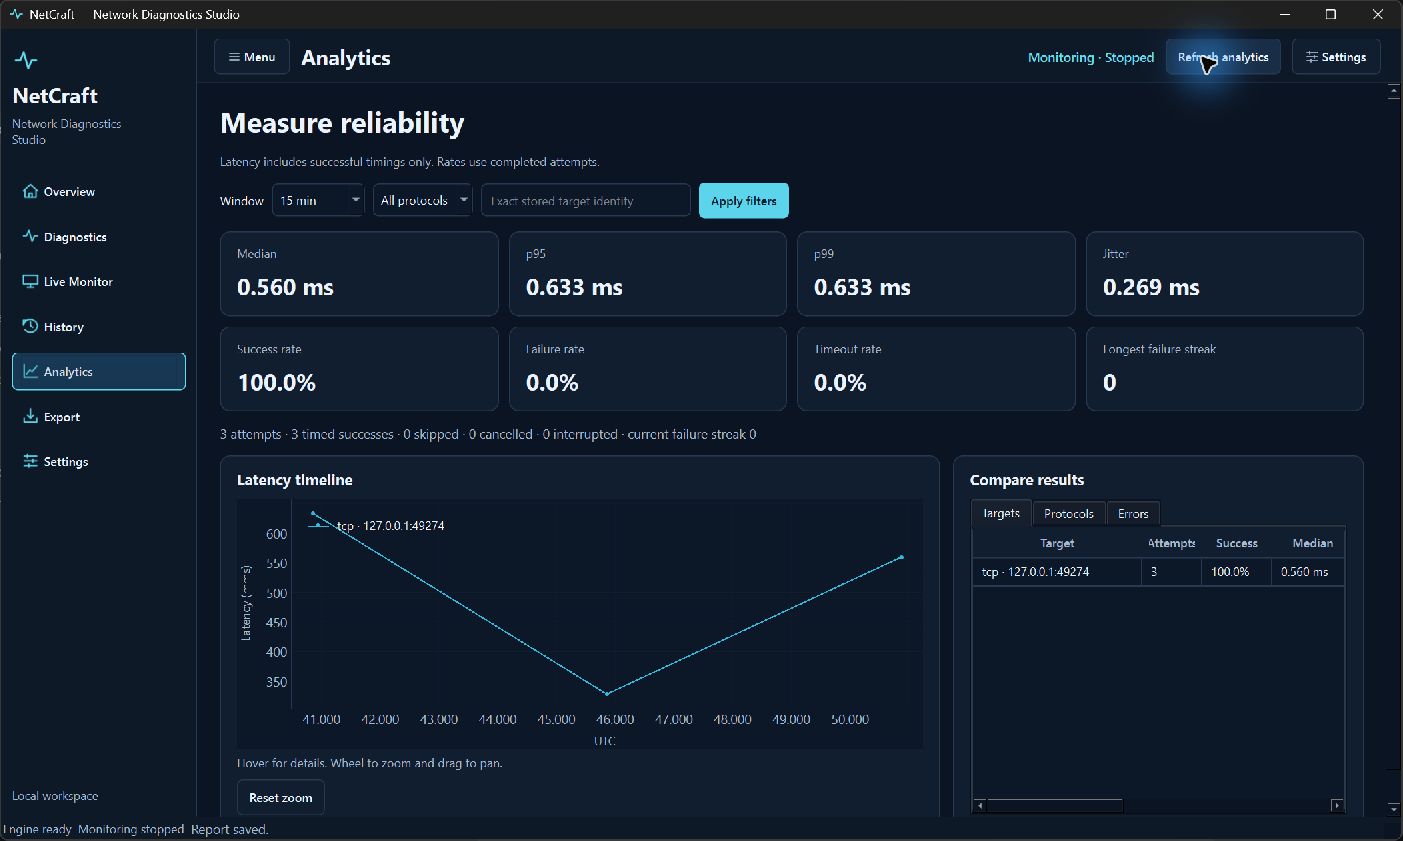 NetCraft Network Diagnostics Studio
NetCraft
Network Diagnostics
Studio
Overview
Diagnostics
Live Monitor
History
Analytics
Export
Settings
Local workspace
Menu
Analytics
Monitoring · Stopped
Refresh analytics
Settings
Measure reliability
Latency includes successful timings only. Rates use completed attempts.
Window
15 min
All protocols
Exact stored target identity
Apply filters
Median
0.560 ms
p95
0.633 ms
p99
0.633 ms
Jitter
0.269 ms
Success rate
100.0%
Failure rate
0.0%
Timeout rate
0.0%
Longest failure streak
0
3 attempts · 3 timed successes · 0 skipped · 0 cancelled · 0 interrupted · current failure streak 0
Latency timeline
tcp · 127.0.0.1:49274
600
550
500
450
400
350
41.000 42.000 43.000 44.000 45.000 46.000 47.000 48.000 49.000 50.000
UTC
Hover for details. Wheel to zoom and drag to pan.
Reset zoom
Compare results
Targets Protocols Errors
Target Attempts Success Median
tcp · 127.0.0.1:49274 3 100.0% 0.560 ms
Engine ready Monitoring stopped Report saved.